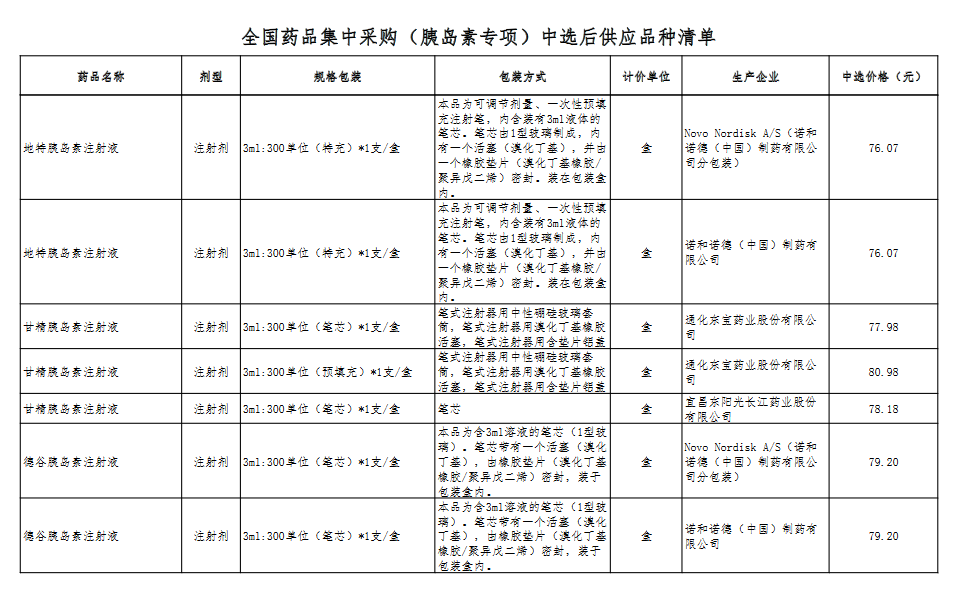 全国药品集中采购（胰岛素专项）中选后供应品种清单
药品名称 剂型 规格包装 包装方式 计价单位 生产企业 中选价格（元）
地特胰岛素注射液 注射剂 3ml:300单位（特充）*1支/盒
本品为可调节剂量、一次性预填
充注射笔，内含装有3ml液体的
笔芯。笔芯由1型玻璃制成，内
有一个活塞（溴化丁基），并由
一个橡胶垫片（溴化丁基橡胶/
聚异戊二烯）密封。装在包装盒
内。
盒
Novo Nordisk A/S（诺和
诺德（中国）制药有限公
司分包装）
76.07
地特胰岛素注射液 注射剂 3ml:300单位（特充）*1支/盒
本品为可调节剂量、一次性预填
充注射笔，内含装有3ml液体的
笔芯。笔芯由1型玻璃制成，内
有一个活塞（溴化丁基），并由
一个橡胶垫片（溴化丁基橡胶/
聚异戊二烯）密封。装在包装盒
内。
盒
诺和诺德（中国）制药有
限公司
76.07
甘精胰岛素注射液 注射剂 3ml:300单位（笔芯）*1支/盒
笔式注射器用中性硼硅玻璃套
筒，笔式注射器用溴化丁基橡胶
活塞，笔式注射器用含垫片铝盖
盒
通化东宝药业股份有限公
司
77.98
甘精胰岛素注射液 注射剂 3ml:300单位（预填充）*1支/盒
笔式注射器用中性硼硅玻璃套
筒，笔式注射器用溴化丁基橡胶
活塞，笔式注射器用含垫片铝盖
盒
通化东宝药业股份有限公
司
80.98
甘精胰岛素注射液 注射剂 3ml:300单位（笔芯）*1支/盒
笔芯
盒
宜昌东阳光长江药业股份
有限公司
78.18
德谷胰岛素注射液 注射剂 3ml:300单位（笔芯）*1支/盒
本品为含3ml溶液的笔芯（1型玻
璃）。笔芯带有一个活塞（溴化
丁基），由橡胶垫片（溴化丁基
橡胶/聚异戊二烯）密封，装于
包装盒内。
盒
Novo Nordisk A/S（诺和
诺德（中国）制药有限公
司分包装）
79.20
德谷胰岛素注射液 注射剂 3ml:300单位（笔芯）*1支/盒
本品为含3ml溶液的笔芯（1型玻
璃）。笔芯带有一个活塞（溴化
丁基），由橡胶垫片（溴化丁基
橡胶/聚异戊二烯）密封，装于
包装盒内。
盒
诺和诺德（中国）制药有
限公司
79.20